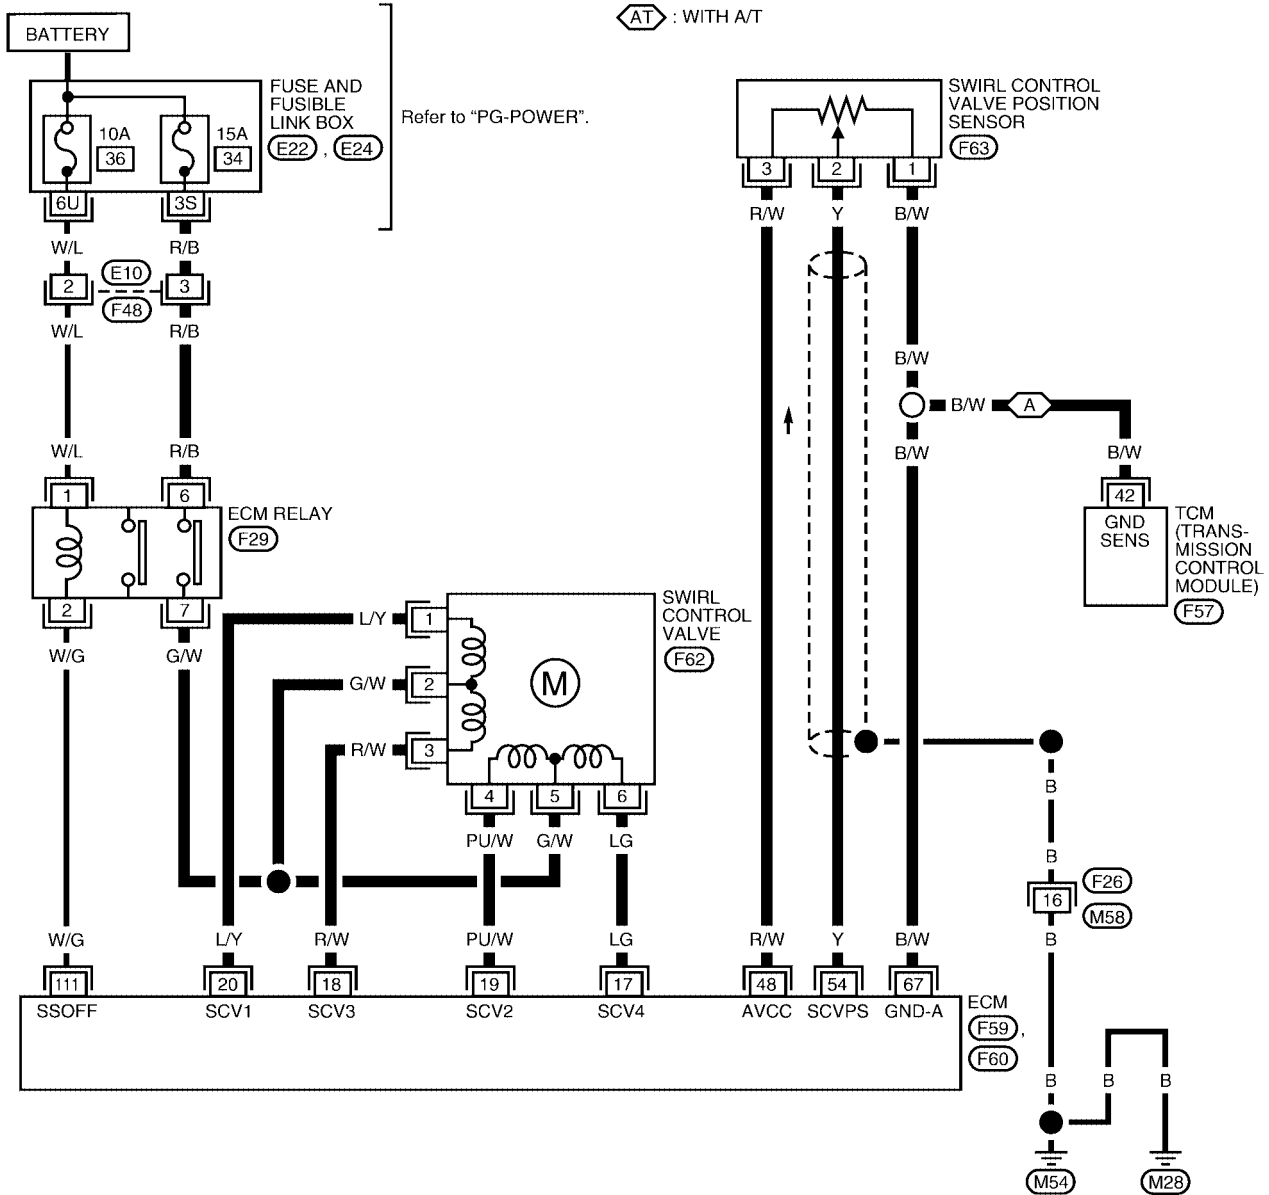 BATTERY
AT : WITH A/T
FUSE AND
FUSIBLE
LINK BOX
E22 , E24
Refer to “PG-POWER”.
10A
36
15A
34
6U
3S
W/L
R/B
2
E10
3
F48
W/L
R/B
W/L
R/B
1
6
ECM RELAY
F29
2
7
W/G
G/W
SWIRL CONTROL
VALVE POSITION
SENSOR
F63
3
2
1
R/W
Y
B/W
B/W
B/W
A
B/W
B/W
42
GND
SENS
TCM
(TRANS-
MISSION
CONTROL
MODULE)
F57
L/Y
1
G/W
2
R/W
3
M
SWIRL
CONTROL
VALVE
F62
4
5
6
PU/W
G/W
LG
B
B
16
F26
M58
B
W/G
L/Y
R/W
PU/W
LG
R/W
Y
B/W
111
20
18
19
17
48
54
67
SSOFF
SCV1
SCV3
SCV2
SCV4
AVCC
SCVPS
GND-A
ECM
F59 ,
F60
B
B
B
M54
M28